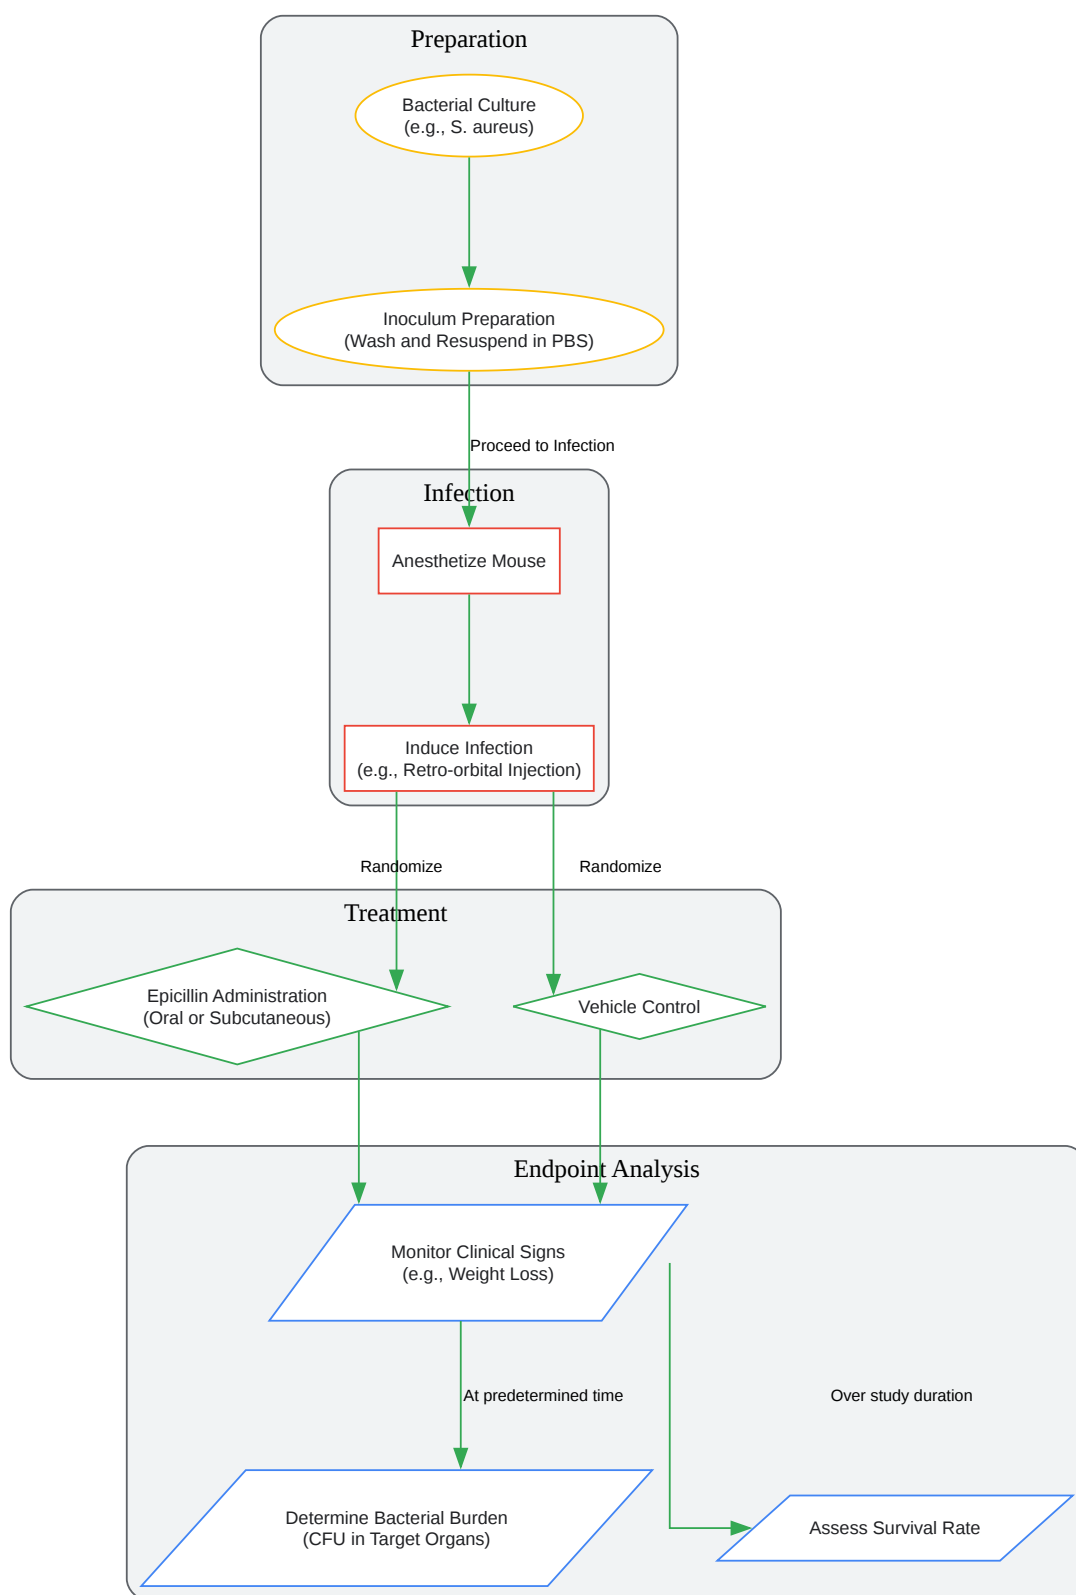 Preparation
Bacterial Culture
(e.g., S. aureus)
Inoculum Preparation
(Wash and Resuspend in PBS)
Proceed to Infection
Infection
Anesthetize Mouse
Induce Infection
(e.g., Retro-orbital Injection)
Randomize
Randomize
Treatment
Epicillin Administration
(Oral or Subcutaneous)
Vehicle Control
Endpoint Analysis
Monitor Clinical Signs
(e.g., Weight Loss)
At predetermined time
Over study duration
Determine Bacterial Burden
(CFU in Target Organs)
Assess Survival Rate